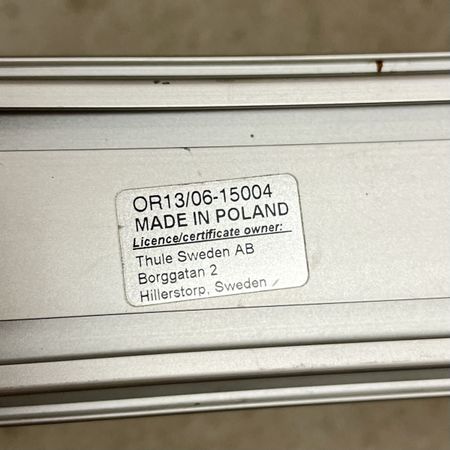 OR13/06-15004
MADE IN POLAND
Licence/certificate owner:
Thule Sweden AB
Borggatan 2
Hillerstorp, Sweden